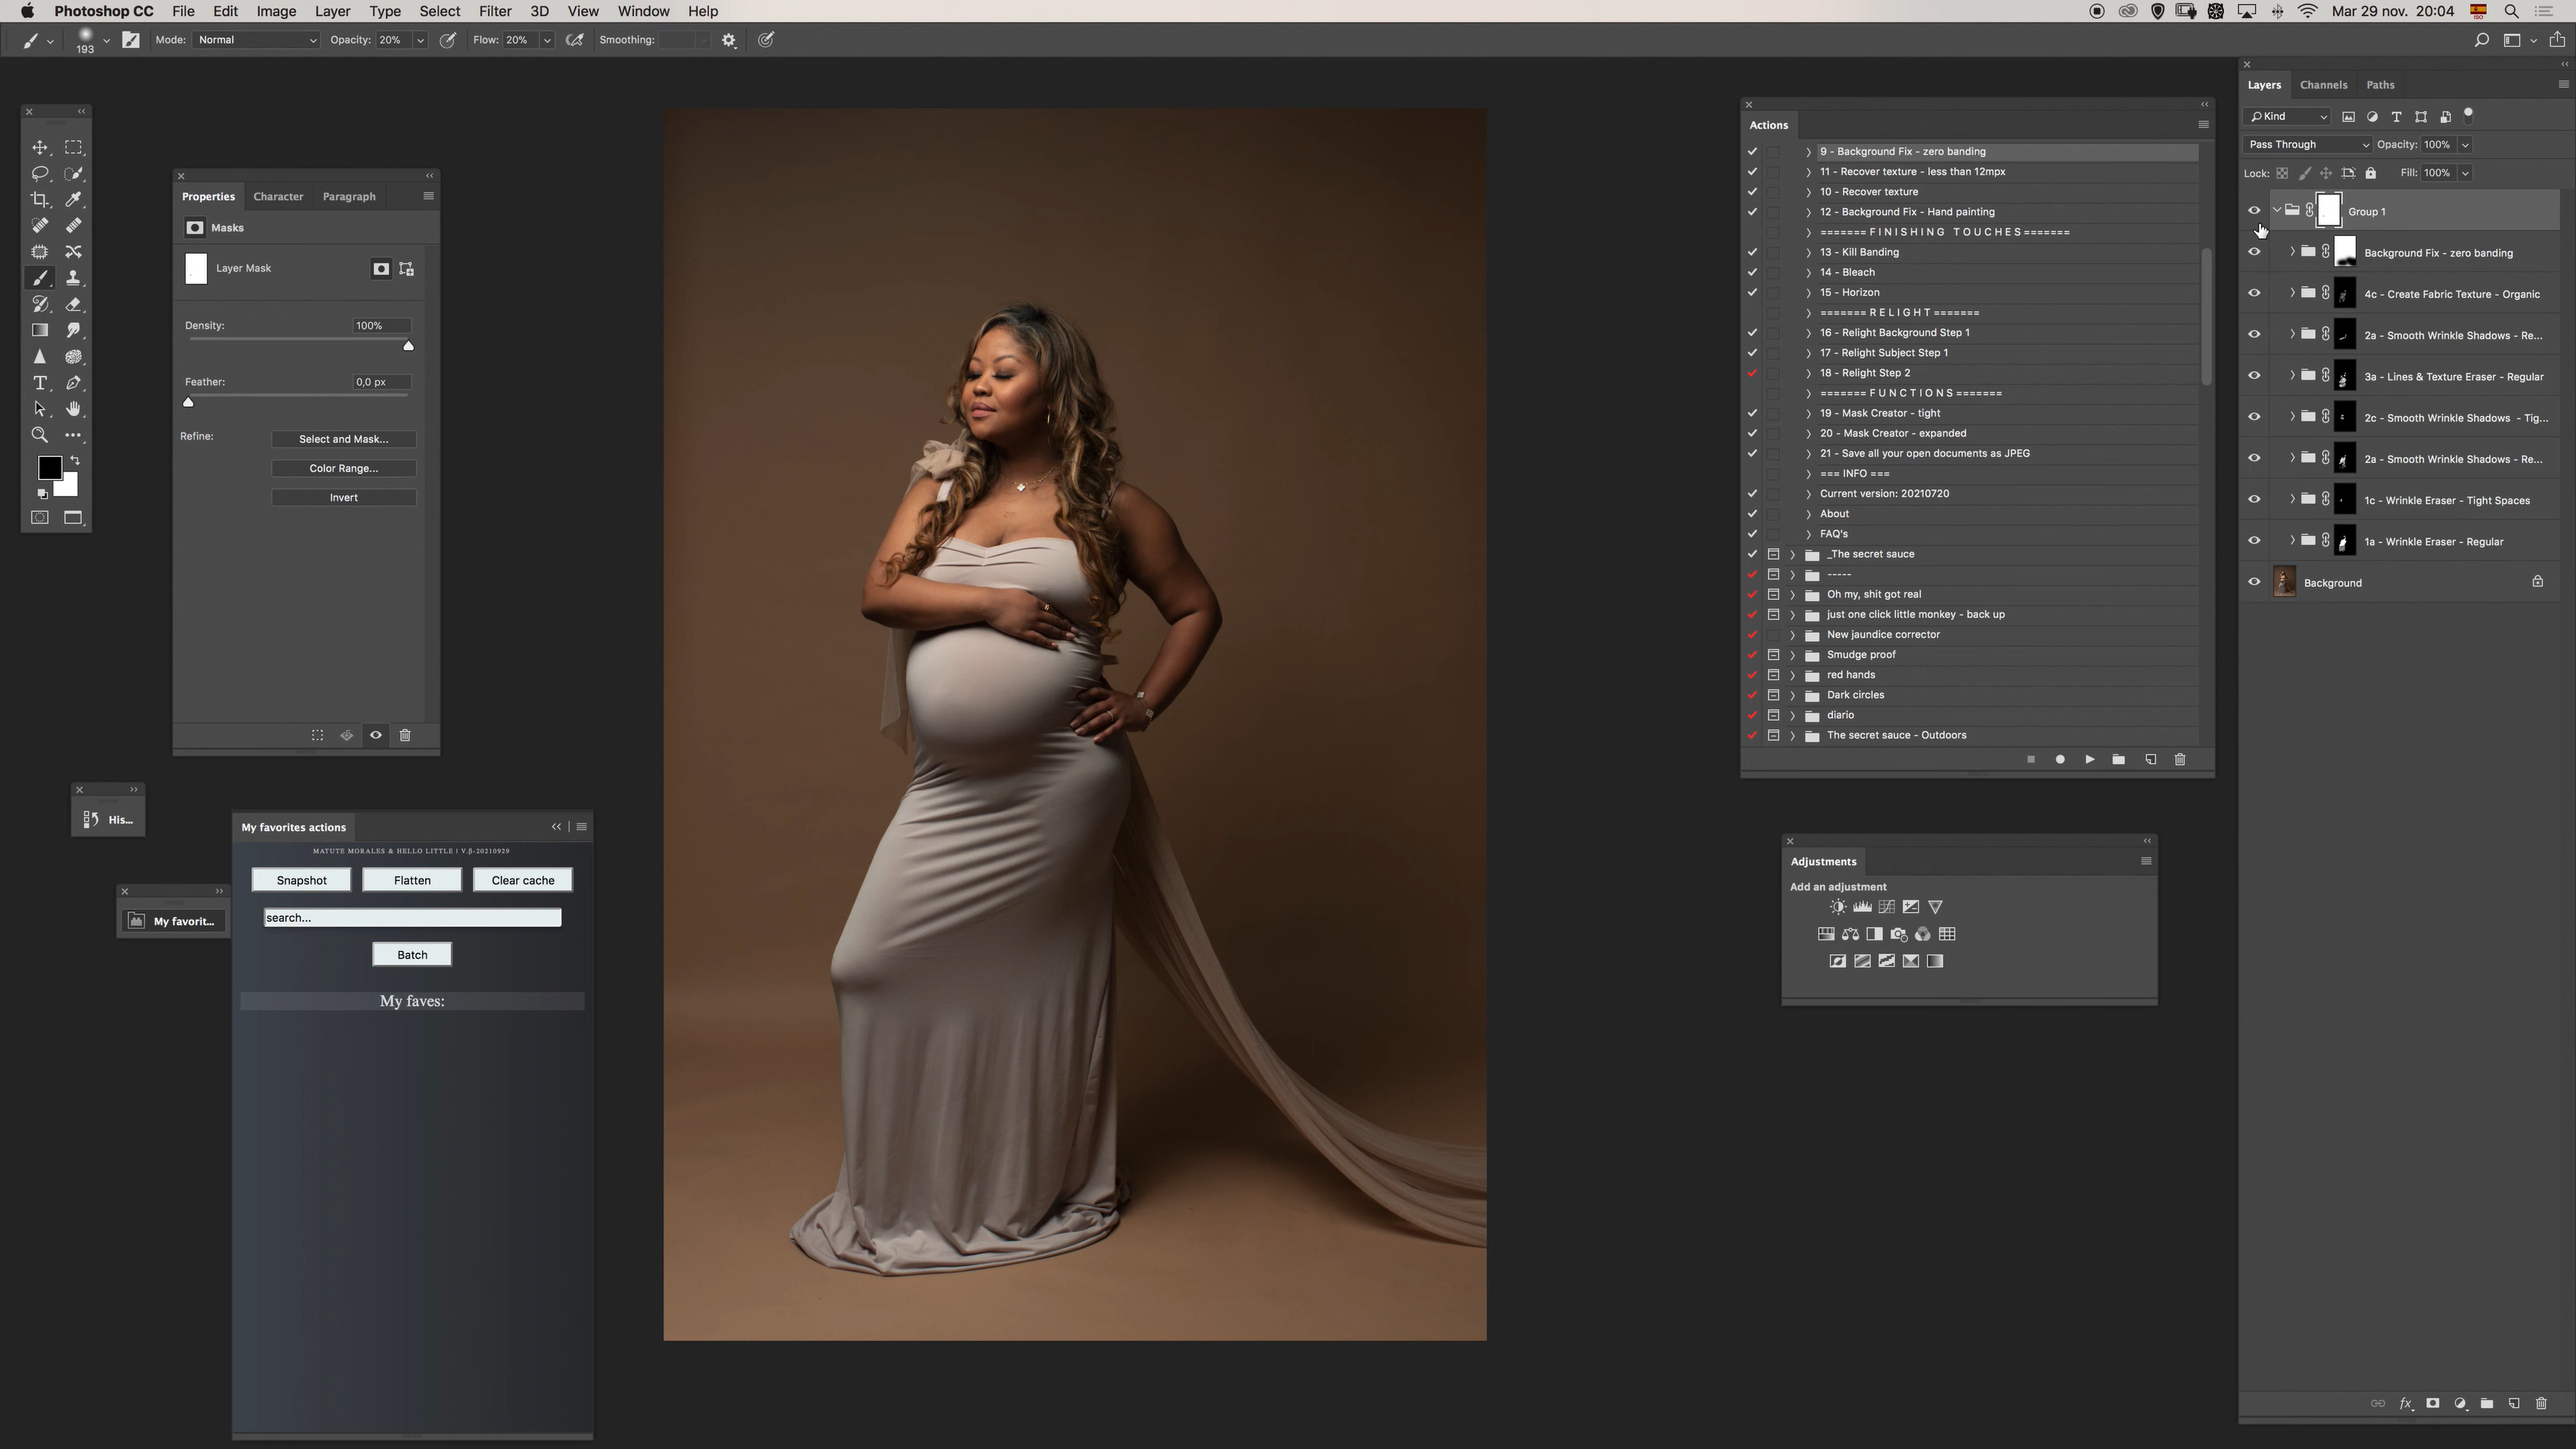 Photoshop CC File Edit Image Layer Type Select Filter 3D View Window Help Mar 29 nov. 20:04 ISO
193 Mode: Normal Opacity: 20% Flow: 20% Smoothing:
Properties Character Paragraph
Masks
Layer Mask
Density: 100%
Feather: 0,0 px
Refine: Select and Mask...
Color Range...
Invert
His...
My favorit...
My favorites actions
MATUTE MORALES & HELLO LITTLE | V.β-20210929
Snapshot Flatten Clear cache
search...
Batch
My faves:
Actions
9 - Background Fix - zero banding
11 - Recover texture - less than 12mpx
10 - Recover texture
12 - Background Fix - Hand painting
======= F I N I S H I N G T O U C H E S =======
13 - Kill Banding
14 - Bleach
15 - Horizon
======= R E L I G H T =======
16 - Relight Background Step 1
17 - Relight Subject Step 1
18 - Relight Step 2
======= F U N C T I O N S =======
19 - Mask Creator - tight
20 - Mask Creator - expanded
21 - Save all your open documents as JPEG
=== INFO ===
Current version: 20210720
About
FAQ's
_The secret sauce
-----
Oh my, shit got real
just one click little monkey - back up
New jaundice corrector
Smudge proof
red hands
Dark circles
diario
The secret sauce - Outdoors
Adjustments
Add an adjustment
Layers Channels Paths
Kind
Pass Through Opacity: 100%
Lock: Fill: 100%
Group 1
Background Fix - zero banding
4c - Create Fabric Texture - Organic
2a - Smooth Wrinkle Shadows - Re...
3a - Lines & Texture Eraser - Regular
2c - Smooth Wrinkle Shadows - Tig...
2a - Smooth Wrinkle Shadows - Re...
1c - Wrinkle Eraser - Tight Spaces
1a - Wrinkle Eraser - Regular
Background
fx